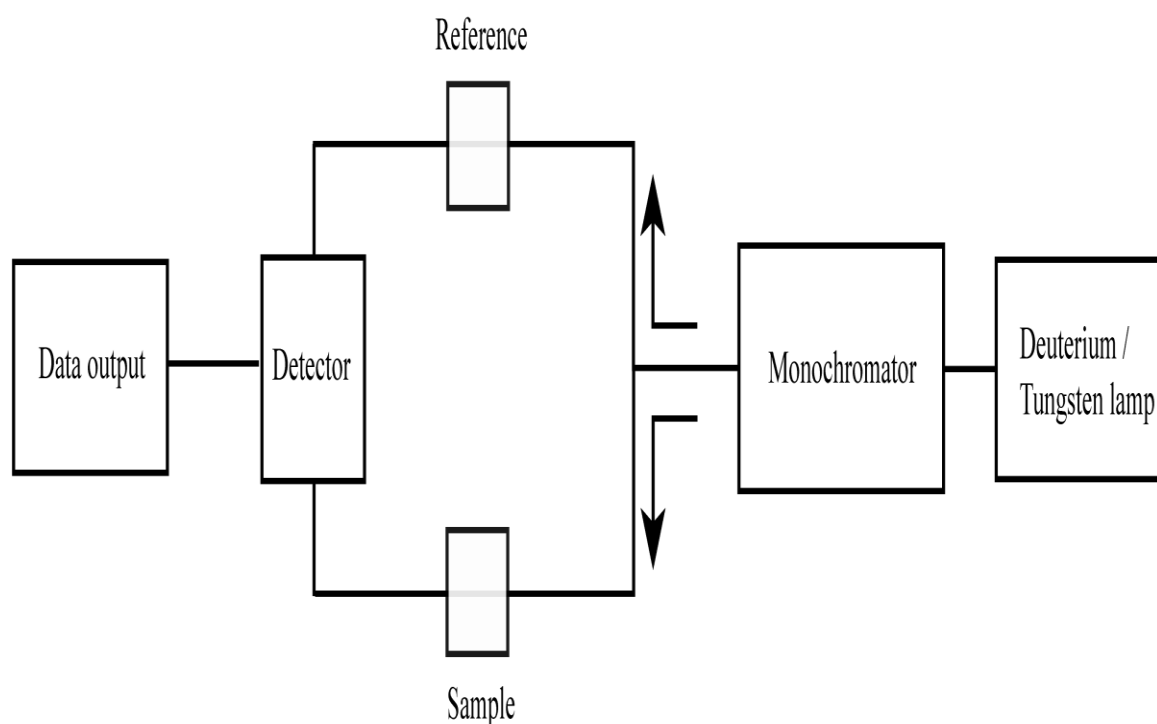 Reference
Data output
Detector
Monochromator
Deuterium /
Tungsten lamp
Sample